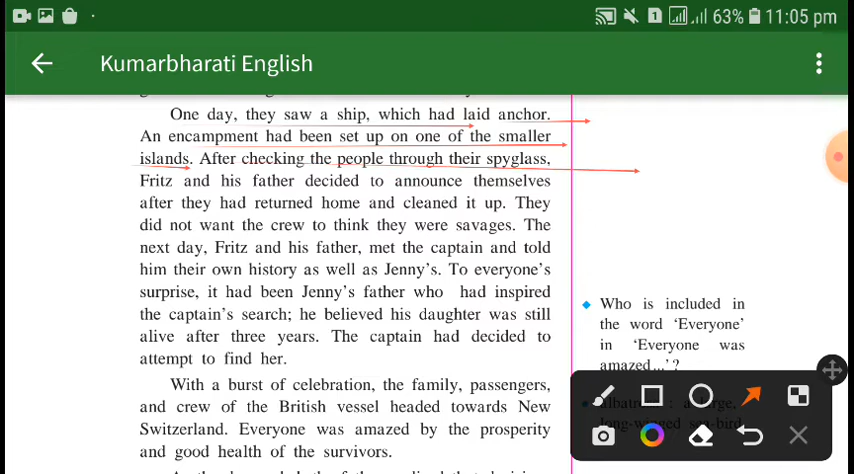 1 63% 11:05 pm
Kumarbharati English
One day, they saw a ship, which had laid anchor.
An encampment had been set up on one of the smaller
islands. After checking the people through their spyglass,
Fritz and his father decided to announce themselves
after they had returned home and cleaned it up. They
did not want the crew to think they were savages. The
next day, Fritz and his father, met the captain and told
him their own history as well as Jenny's. To everyone's
surprise, it had been Jenny's father who had inspired
the captain's search; he believed his daughter was still
alive after three years. The captain had decided to
attempt to find her.
With a burst of celebration, the family, passengers,
and crew of the British vessel headed towards New
Switzerland. Everyone was amazed by the prosperity
and good health of the survivors.
Who is included in
the word 'Everyone'
in 'Everyone was
amazed...'?
albatross : a large,
long-winged sea-bird